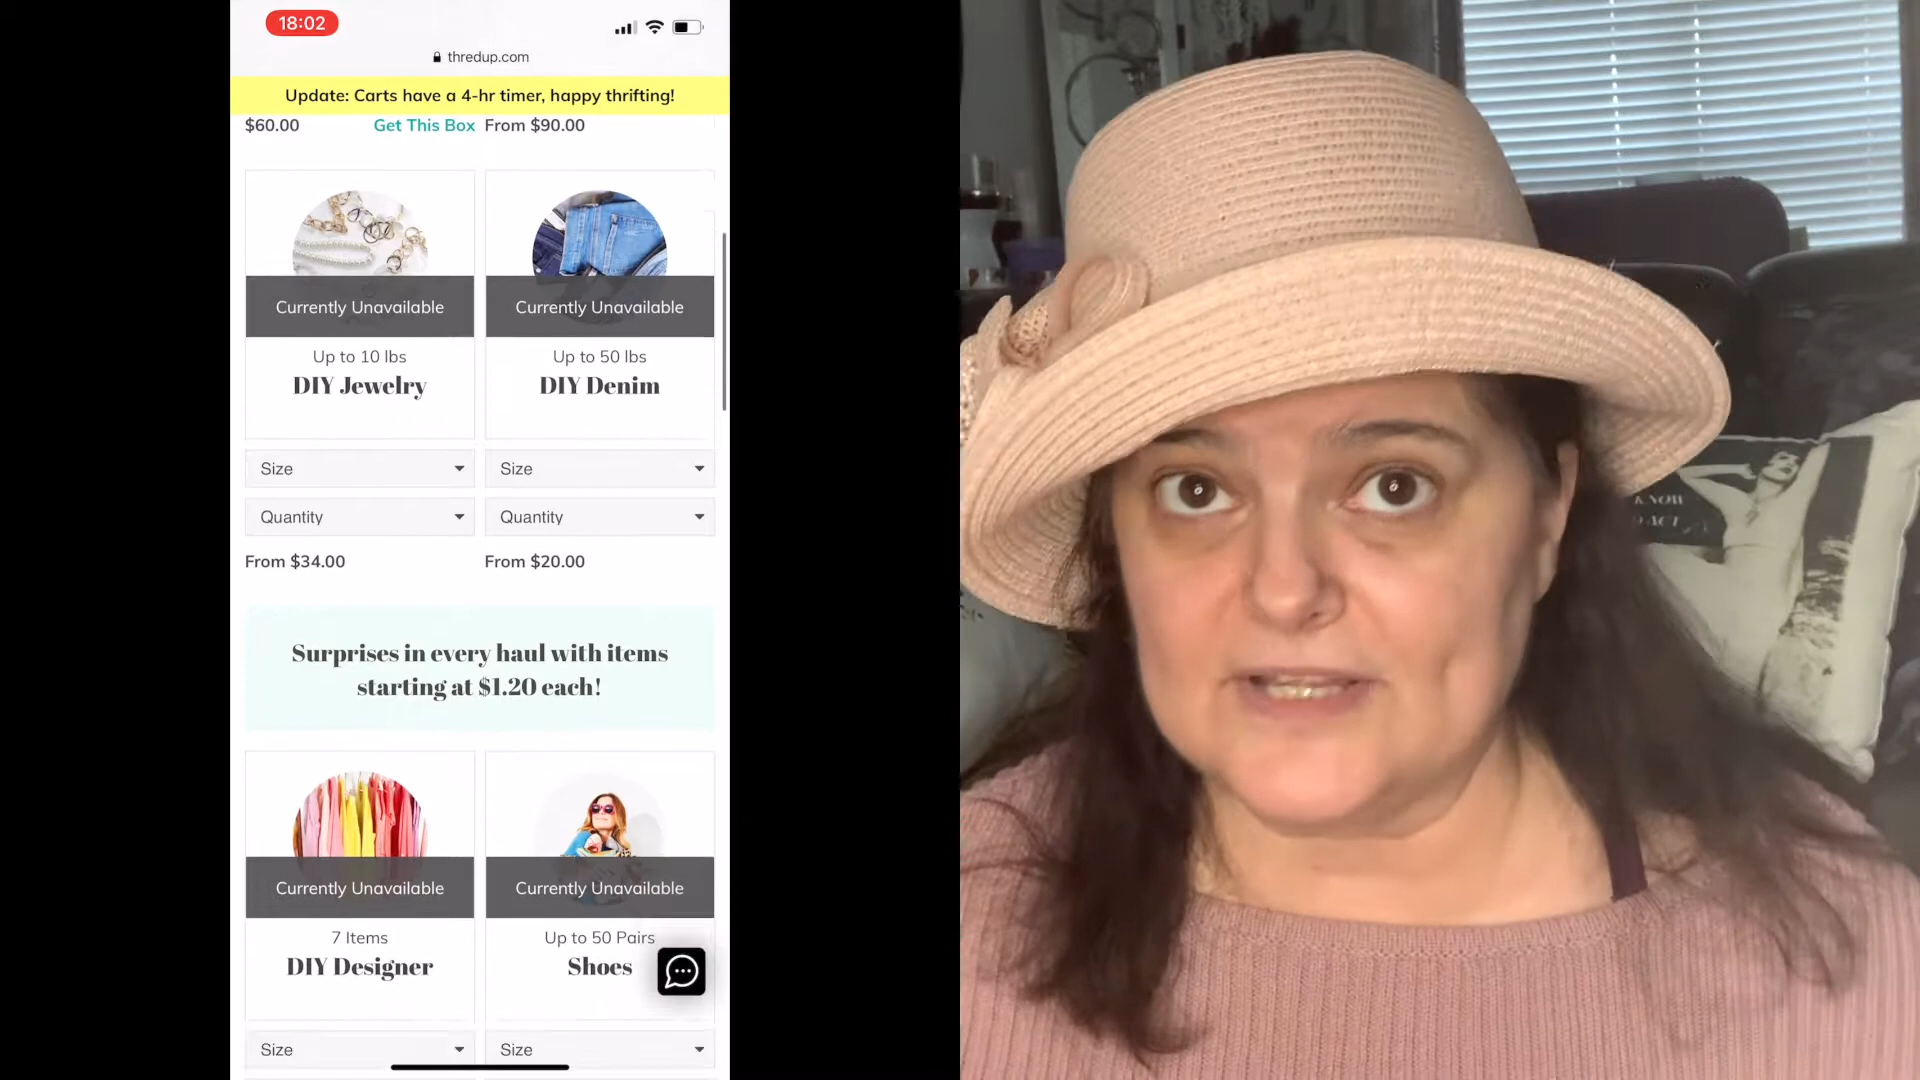 18:02
thredup.com
Update: Carts have a 4-hr timer, happy thrifting!
$60.00
Get This Box
From $90.00
Currently Unavailable
Up to 10 lbs
DIY Jewelry
Size
Quantity
From $34.00
Currently Unavailable
Up to 50 lbs
DIY Denim
Size
Quantity
From $20.00
Surprises in every haul with items
starting at $1.20 each!
Currently Unavailable
7 Items
DIY Designer
Size
Currently Unavailable
Up to 50 Pairs
Shoes
Size
KNOW
ACT